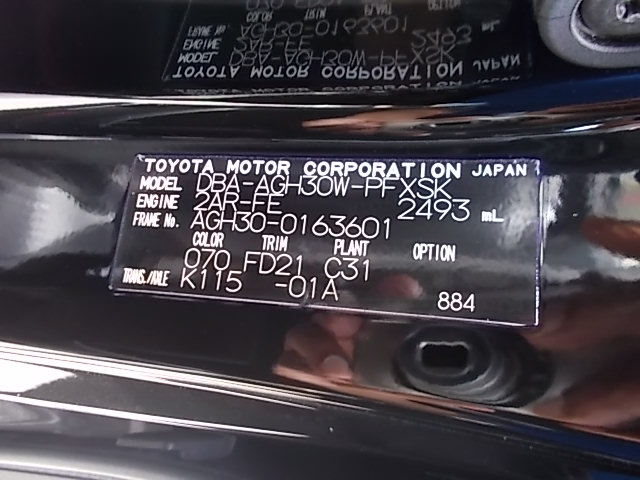 TOYOTA MOTOR CORPORATION JAPAN
MODEL DBA-AGH30W-PFXSK
ENGINE 2AR-FE 2493 mL
FRAME No. AGH30-0163601
COLOR TRIM PLANT OPTION
070 FD21 C31
TRANS./AXLE K115 -01A 884